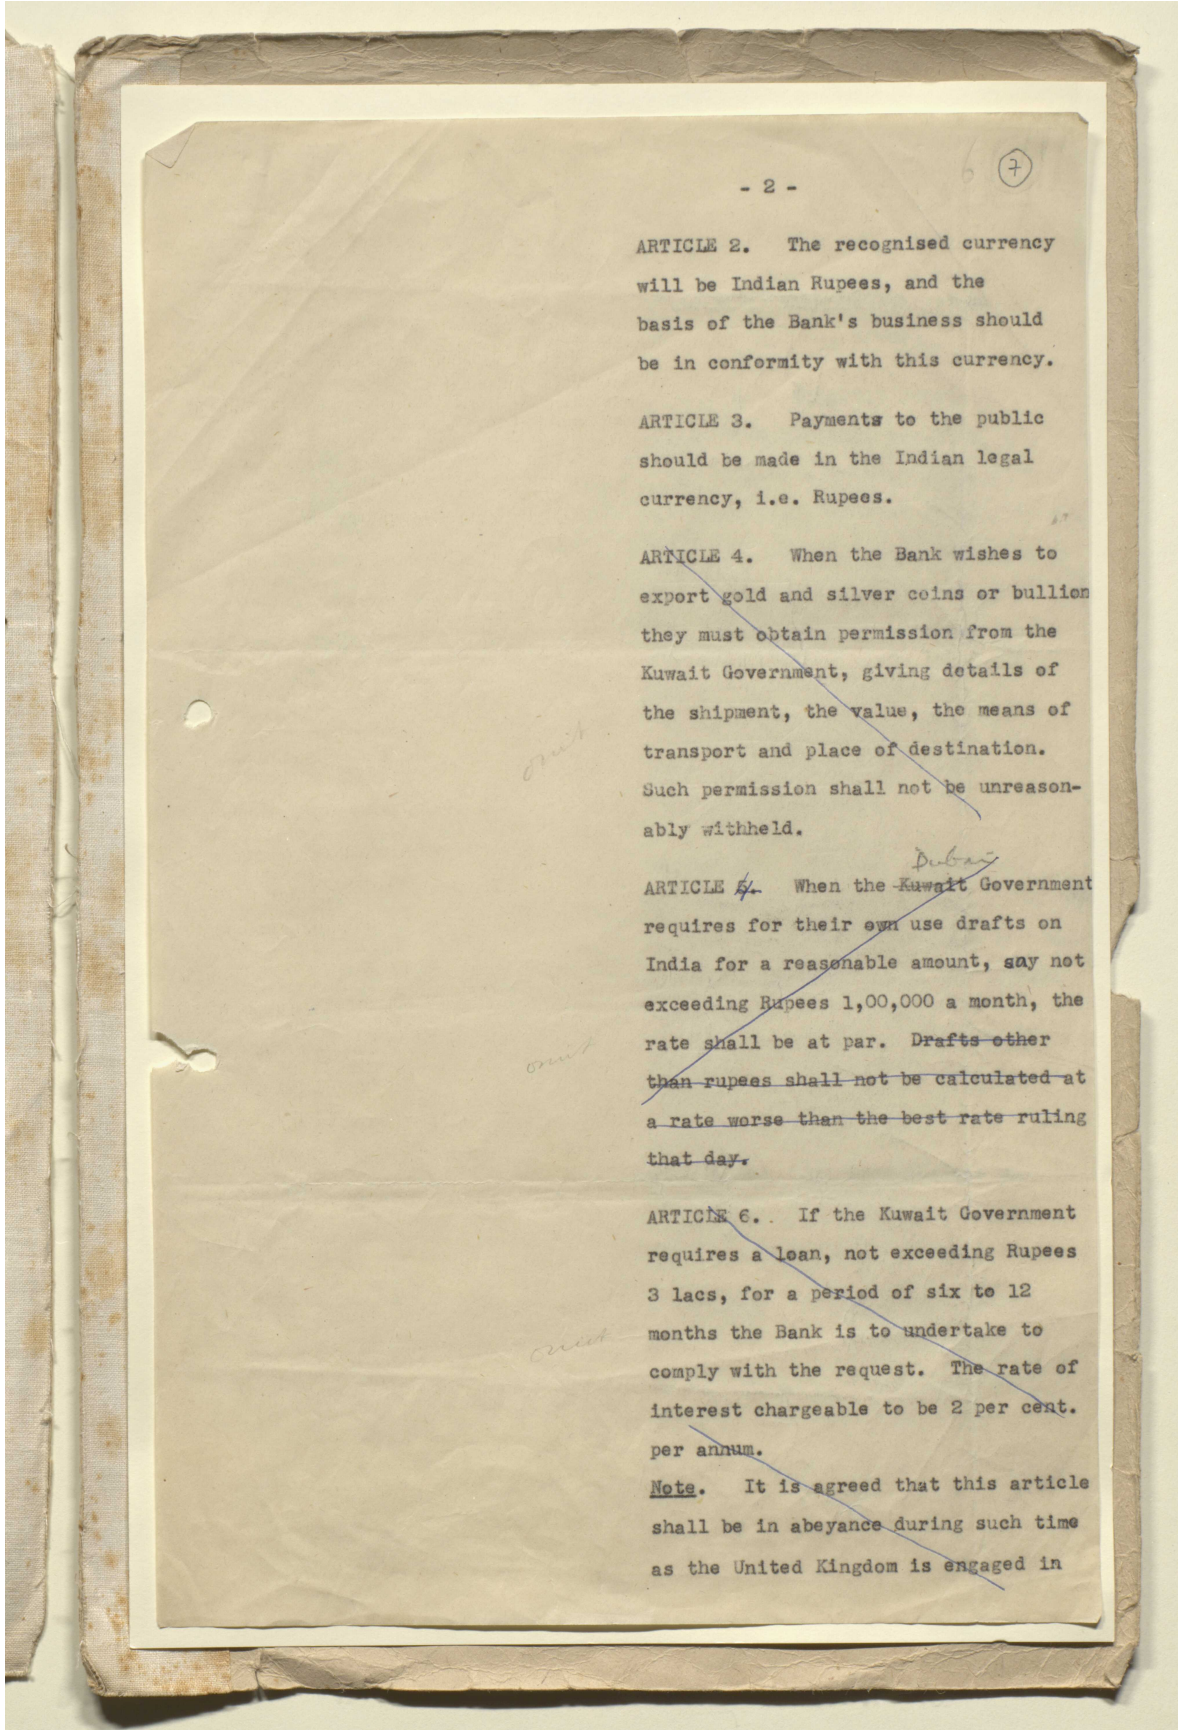 6 7
- 2 -
ARTICLE 2. The recognised currency
will be Indian Rupees, and the
basis of the Bank's business should
be in conformity with this currency.
ARTICLE 3. Payments to the public
should be made in the Indian legal
currency, i.e. Rupees.
ARTICLE 4. When the Bank wishes to
export gold and silver coins or bullion
they must obtain permission from the
Kuwait Government, giving details of
the shipment, the value, the means of
omit
transport and place of destination.
Such permission shall not be unreason-
ably withheld.
Dubai
ARTICLE 5. 4 When the Kuwait Government
requires for their own use drafts on
India for a reasonable amount, say not
exceeding Rupees 1,00,000 a month, the
rate shall be at par. Drafts other
omit
than rupees shall not be calculated at
a rate worse than the best rate ruling
that day.
ARTICLE 6.. If the Kuwait Government
requires a loan, not exceeding Rupees
3 lacs, for a period of six to 12
months the Bank is to undertake to
omit
comply with the request. The rate of
interest chargeable to be 2 per cent.
per annum.
Note. It is agreed that this article
shall be in abeyance during such time
as the United Kingdom is engaged in